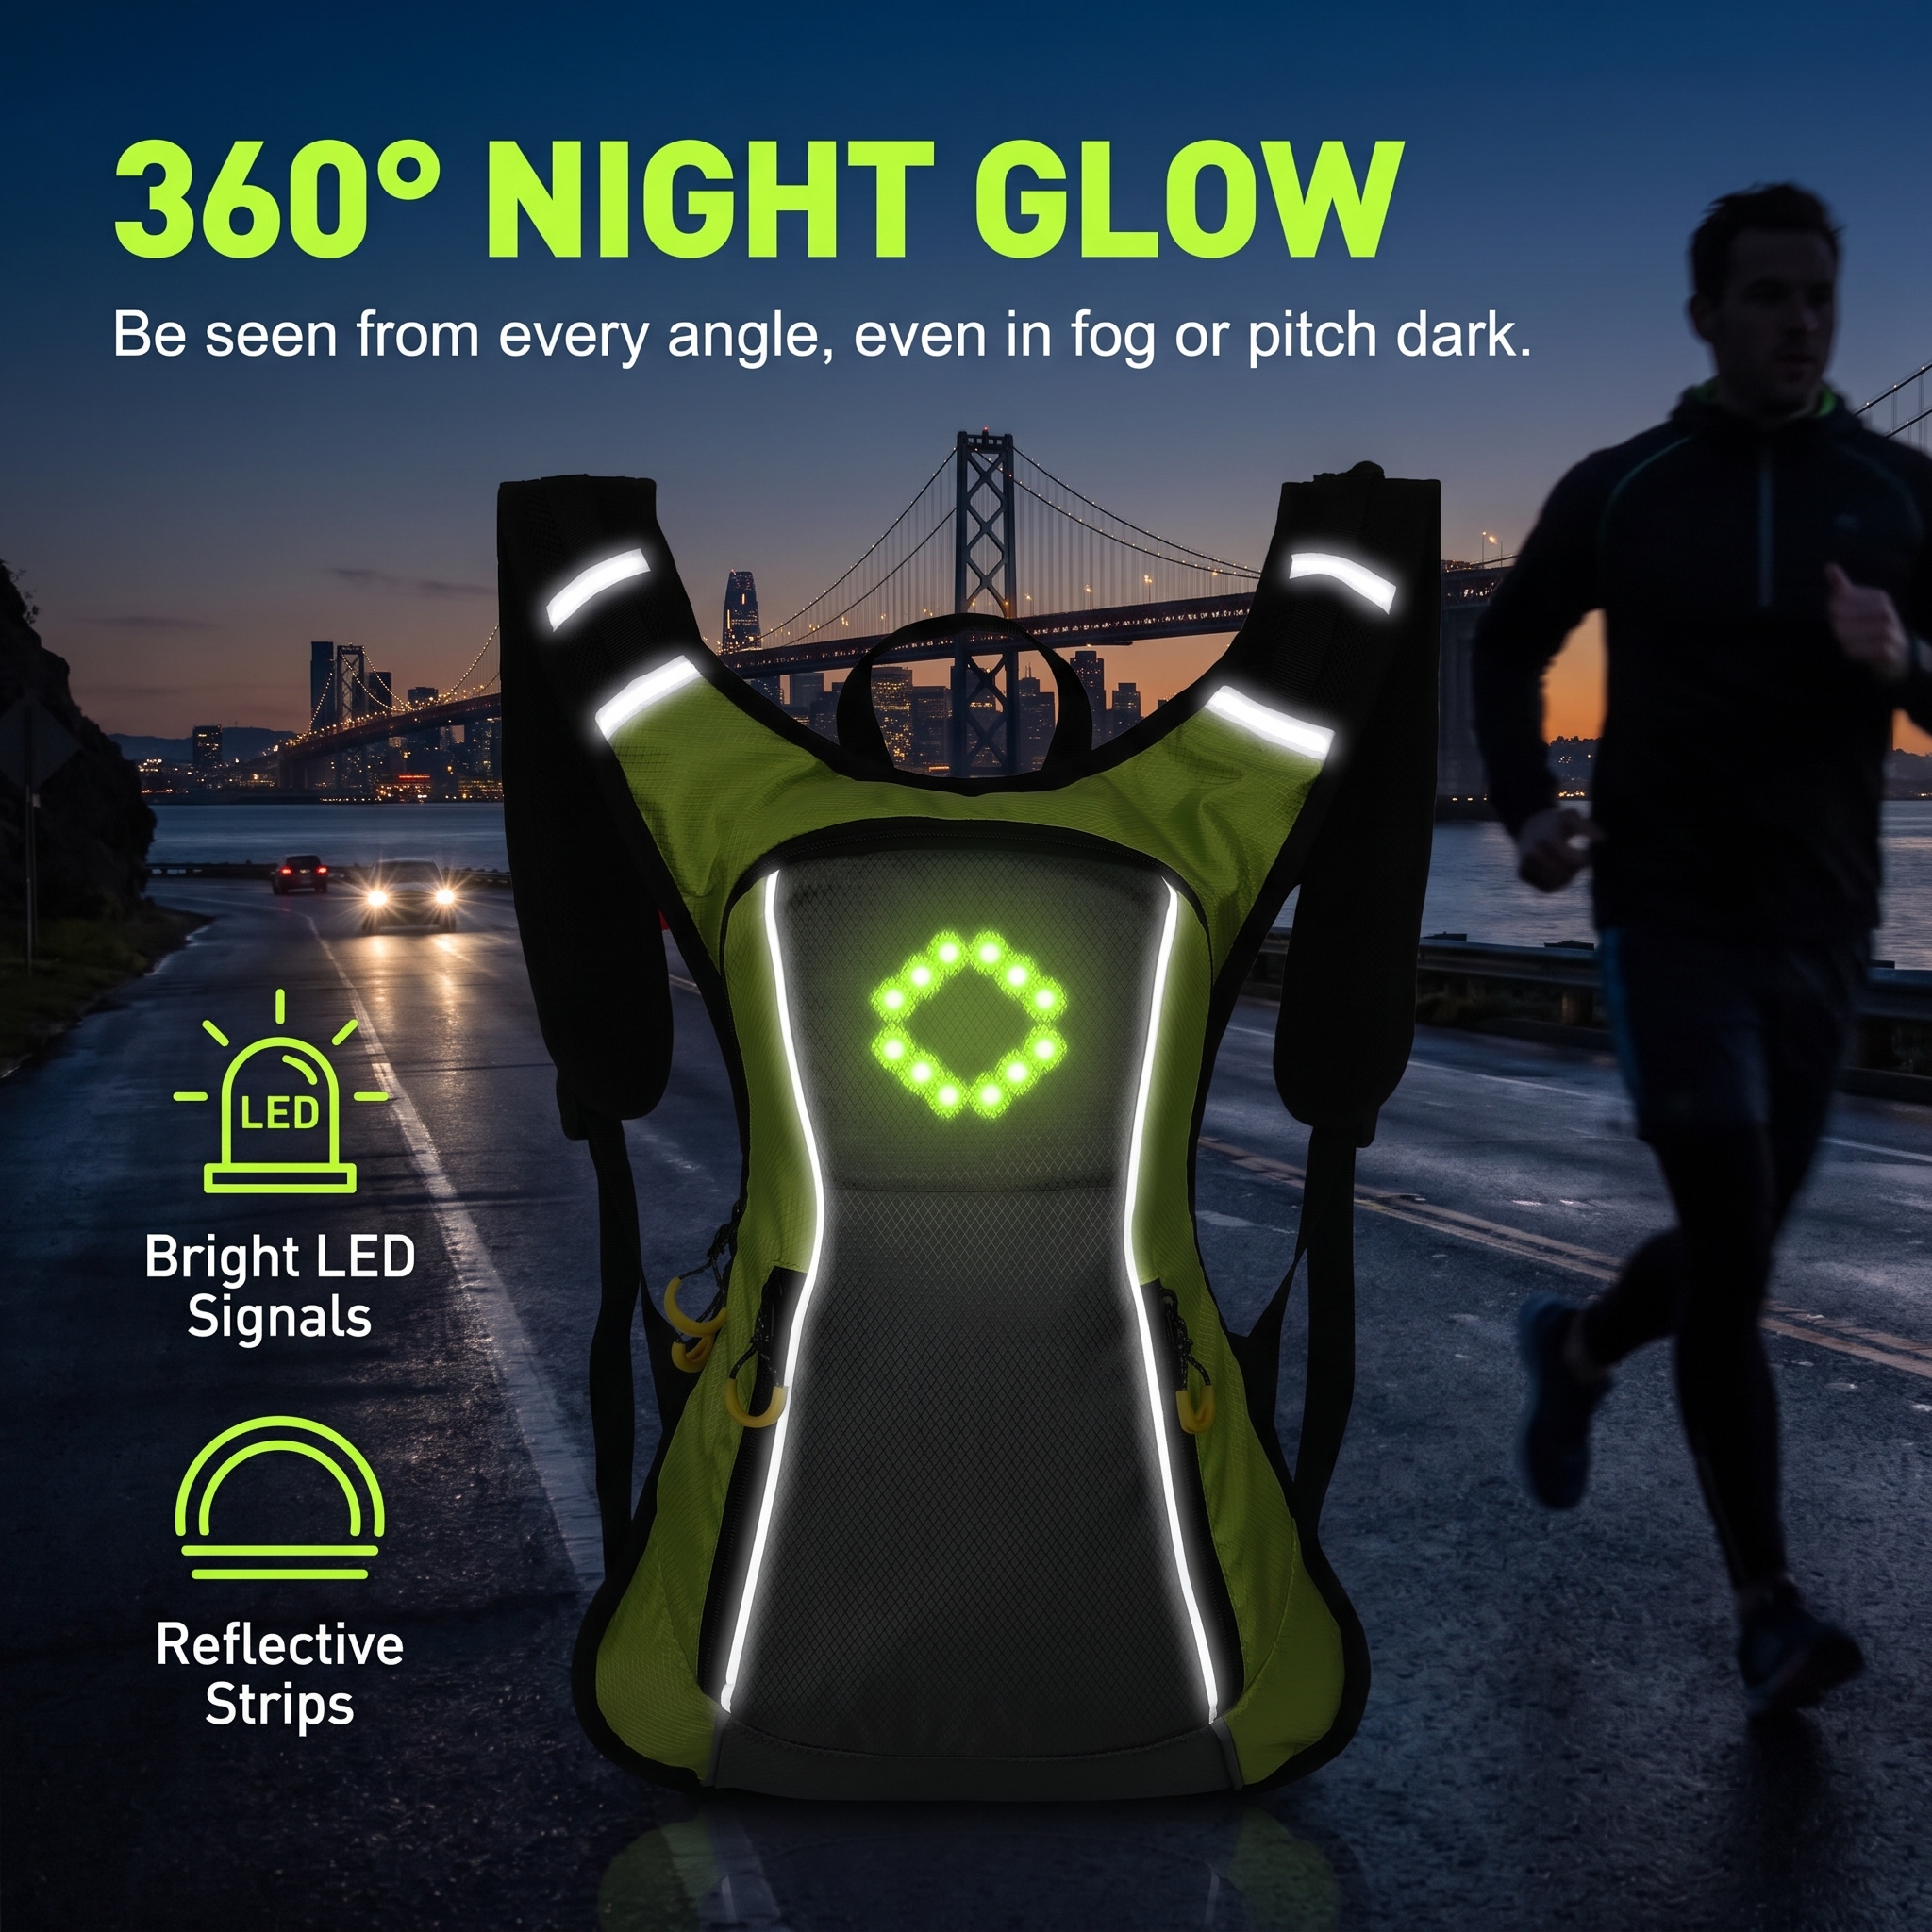 360° NIGHT GLOW
Be seen from every angle, even in fog or pitch dark.
LED
Bright LED
Signals
Reflective
Strips